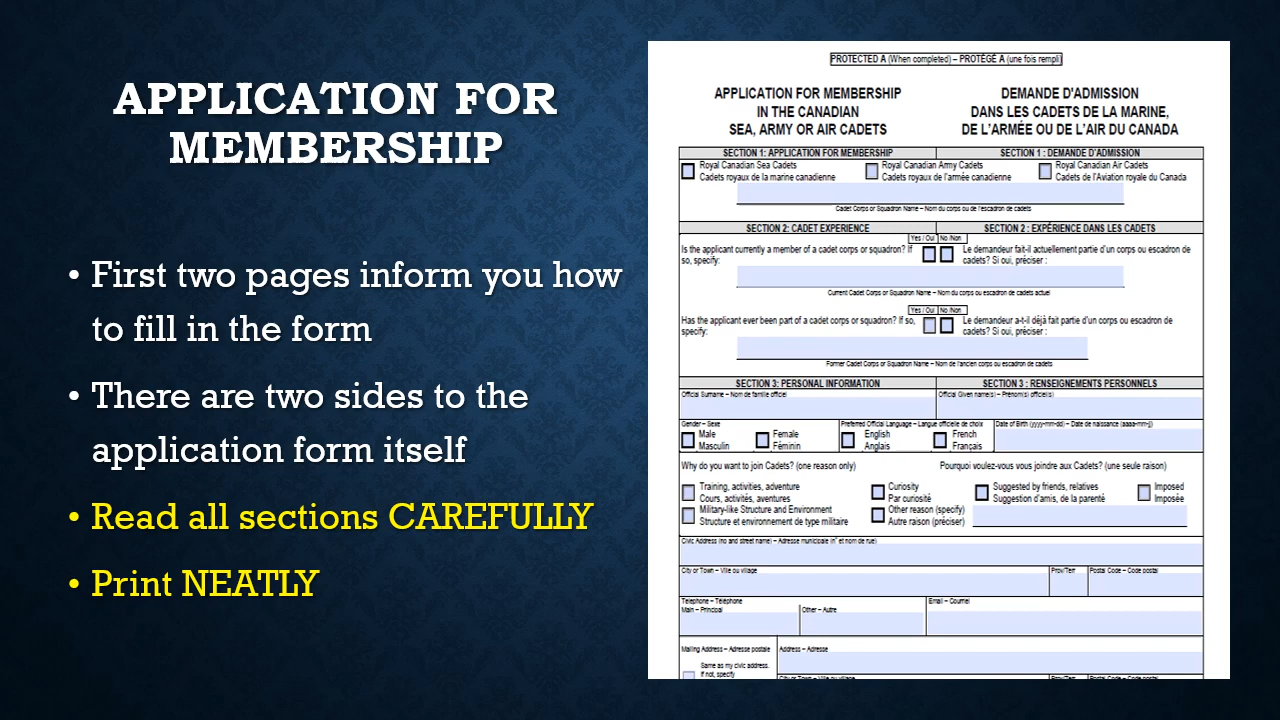 APPLICATION FOR
MEMBERSHIP
• First two pages inform you how
to fill in the form
• There are two sides to the
application form itself
• Read all sections CAREFULLY
• Print NEATLY
PROTECTED A (When completed) – PROTÉGÉ A (une fois rempli)
APPLICATION FOR MEMBERSHIP
IN THE CANADIAN
SEA, ARMY OR AIR CADETS
DEMANDE D'ADMISSION
DANS LES CADETS DE LA MARINE,
DE L'ARMÉE OU DE L'AIR DU CANADA
SECTION 1: APPLICATION FOR MEMBERSHIP
SECTION 1 : DEMANDE D'ADMISSION
Royal Canadian Sea Cadets
Cadets royaux de la marine canadienne
Royal Canadian Army Cadets
Cadets royaux de l'armée canadienne
Royal Canadian Air Cadets
Cadets de l'Aviation royale du Canada
Cadet Corps or Squadron Name – Nom du corps ou de l'escadron de cadets
SECTION 2: CADET EXPERIENCE
SECTION 2 : EXPÉRIENCE DANS LES CADETS
Yes / Oui No /Non
Is the applicant currently a member of a cadet corps or squadron? If
so, specify:
Le demandeur fait-il actuellement partie d'un corps ou escadron de
cadets? Si oui, préciser :
Current Cadet Corps or Squadron Name – Nom du corps ou escadron de cadets actuel
Yes / Oui No /Non
Has the applicant ever been part of a cadet corps or squadron? If so,
specify:
Le demandeur a-t-il déjà fait partie d'un corps ou escadron de
cadets? Si oui, préciser :
Former Cadet Corps or Squadron Name – Nom de l'ancien corps ou escadron de cadets
SECTION 3: PERSONAL INFORMATION
SECTION 3 : RENSEIGNEMENTS PERSONNELS
Official Surname – Nom de famille officiel
Official Given name(s) – Prénom(s) officiel(s)
Gender – Sexe
Male
Masculin
Female
Féminin
Preferred Official Language – Langue officielle de choix
English
Anglais
French
Français
Date of Birth (yyyy-mm-dd) – Date de naissance (aaaa-mm-jj)
Why do you want to join Cadets? (one reason only)
Pourquoi voulez-vous vous joindre aux Cadets? (une seule raison)
Training, activities, adventure
Cours, activités, aventures
Curiosity
Par curiosité
Suggested by friends, relatives
Suggestion d'amis, de la parenté
Imposed
Imposée
Military-like Structure and Environment
Structure et environnement de type militaire
Other reason (specify)
Autre raison (préciser)
Civic Address (no and street name) – Adresse municipale (n° et nom de rue)
City or Town – Ville ou village
Prov/Terr
Postal Code – Code postal
Telephone – Téléphone
Main – Principal
Other – Autre
Email – Courriel
Mailing Address – Adresse postale
Address – Adresse
Same as my civic address.
If not, specify
City or Town – Ville ou village
Prov/Terr
Postal Code – Code postal